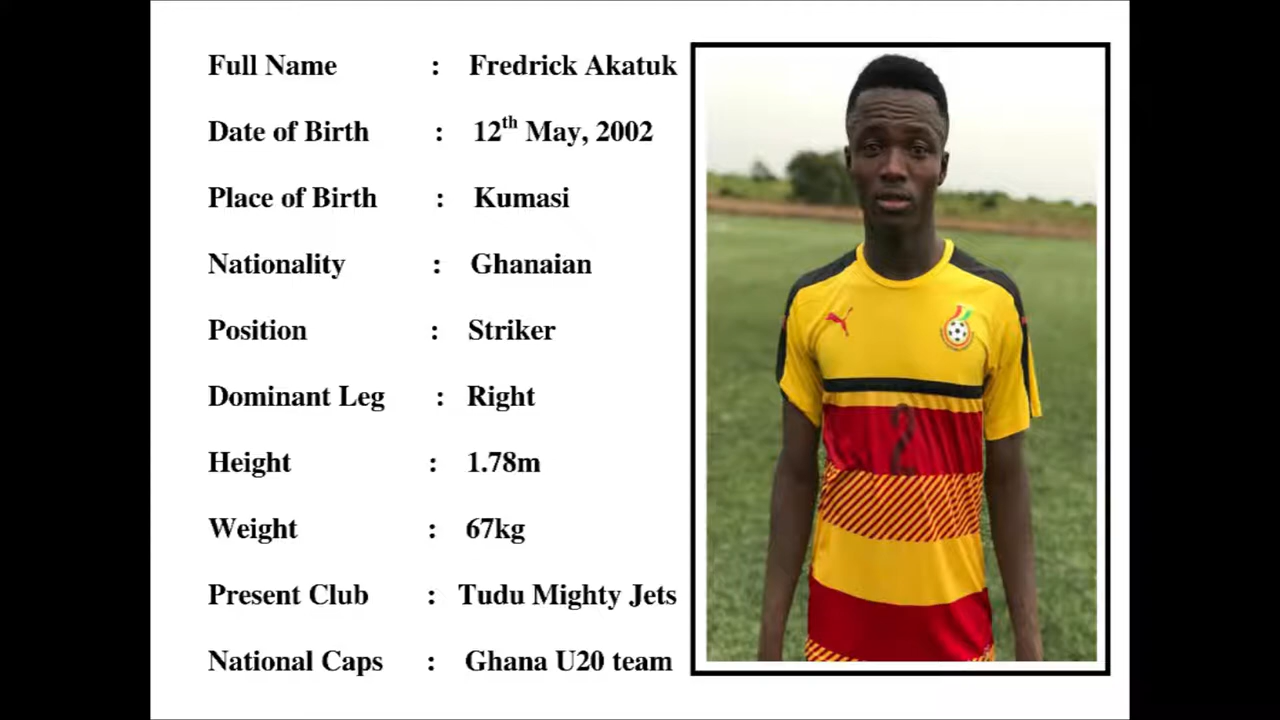 Full Name : Fredrick Akatuk
Date of Birth : 12th May, 2002
Place of Birth : Kumasi
Nationality : Ghanaian
Position : Striker
Dominant Leg : Right
Height : 1.78m
Weight : 67kg
Present Club : Tudu Mighty Jets
National Caps : Ghana U20 team
2